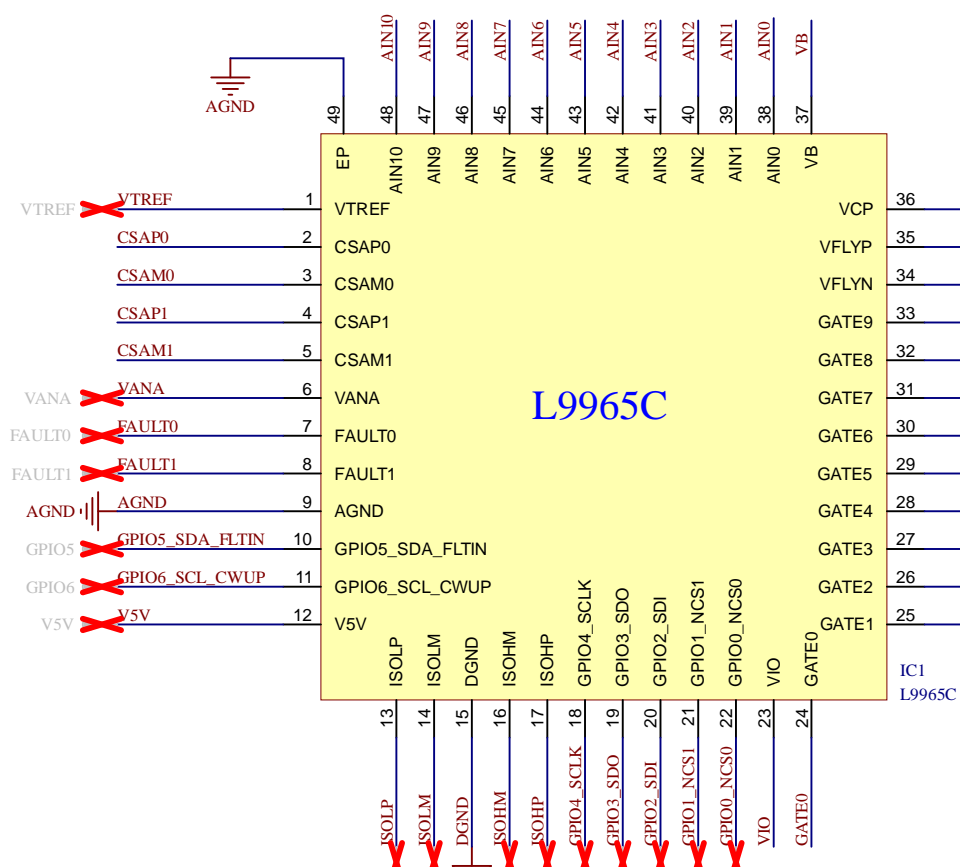 AIN10 AIN9 AIN8 AIN7 AIN6 AIN5 AIN4 AIN3 AIN2 AIN1 AIN0 VB
AGND
49 48 47 46 45 44 43 42 41 40 39 38 37
EP AIN10 AIN9 AIN8 AIN7 AIN6 AIN5 AIN4 AIN3 AIN2 AIN1 AIN0 VB
VTREF VTREF 1 VTREF VCP 36
CSAP0 2 CSAP0 VFLYP 35
CSAM0 3 CSAM0 VFLYN 34
CSAP1 4 CSAP1 GATE9 33
CSAM1 5 CSAM1 GATE8 32
VANA VANA 6 VANA GATE7 31
L9965C
FAULT0 FAULT0 7 FAULT0 GATE6 30
FAULT1 FAULT1 8 FAULT1 GATE5 29
AGND AGND 9 AGND GATE4 28
GPIO5 GPIO5_SDA_FLTIN 10 GPIO5_SDA_FLTIN GATE3 27
GPIO6 GPIO6_SCL_CWUP 11 GPIO6_SCL_CWUP GATE2 26
V5V V5V 12 V5V GATE1 25
ISOLP ISOLM DGND ISOHM ISOHP GPIO4_SCLK GPIO3_SDO GPIO2_SDI GPIO1_NCS1 GPIO0_NCS0 VIO GATE0
IC1
L9965C
13 14 15 16 17 18 19 20 21 22 23 24
ISOLP ISOLM DGND ISOHM ISOHP GPIO4_SCLK GPIO3_SDO GPIO2_SDI GPIO1_NCS1 GPIO0_NCS0 VIO GATE0